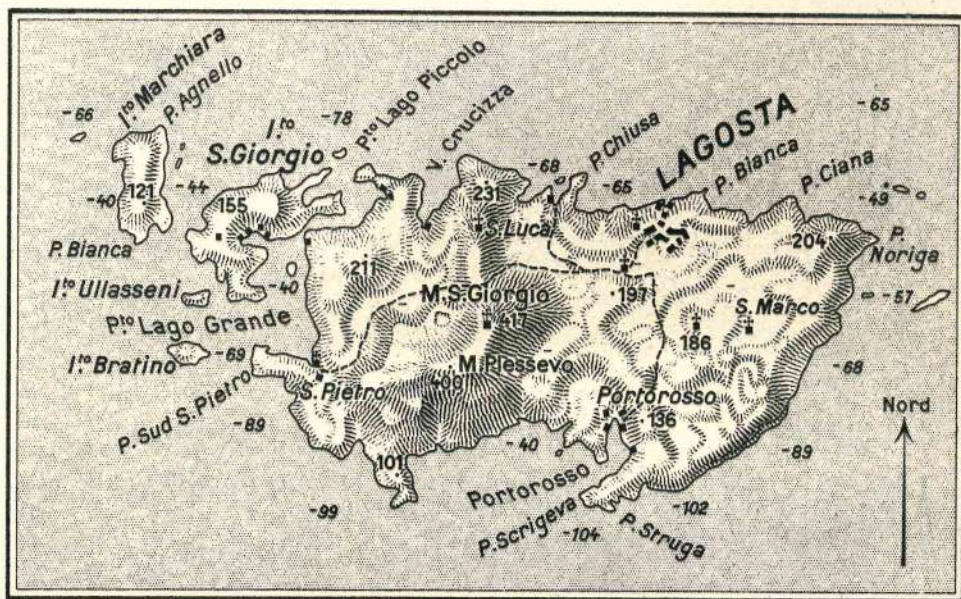 I.to Marchiara
P. Agnello
-66
-78
I.to
S. Giorgio
P.to Lago Piccolo
V. Crucizza
-68
P. Chiusa
-65
LAGOSTA
P. Bianca
-65
P. Ciana
-49
121
-40
-44
155
231
S. Luca
204
P. Noriga
P. Bianca
211
-40
I.to Ullasseni
M. S. Giorgio
197
-57
P.to Lago Grande
417
S. Marco
186
I.to Bratino
-69
M. Plessevo
400
-68
S. Pietro
P. Sud S. Pietro
Portorosso
136
Nord
-89
-40
101
-89
Portorosso
-99
P. Scrigeva
-102
-104
P. Struga